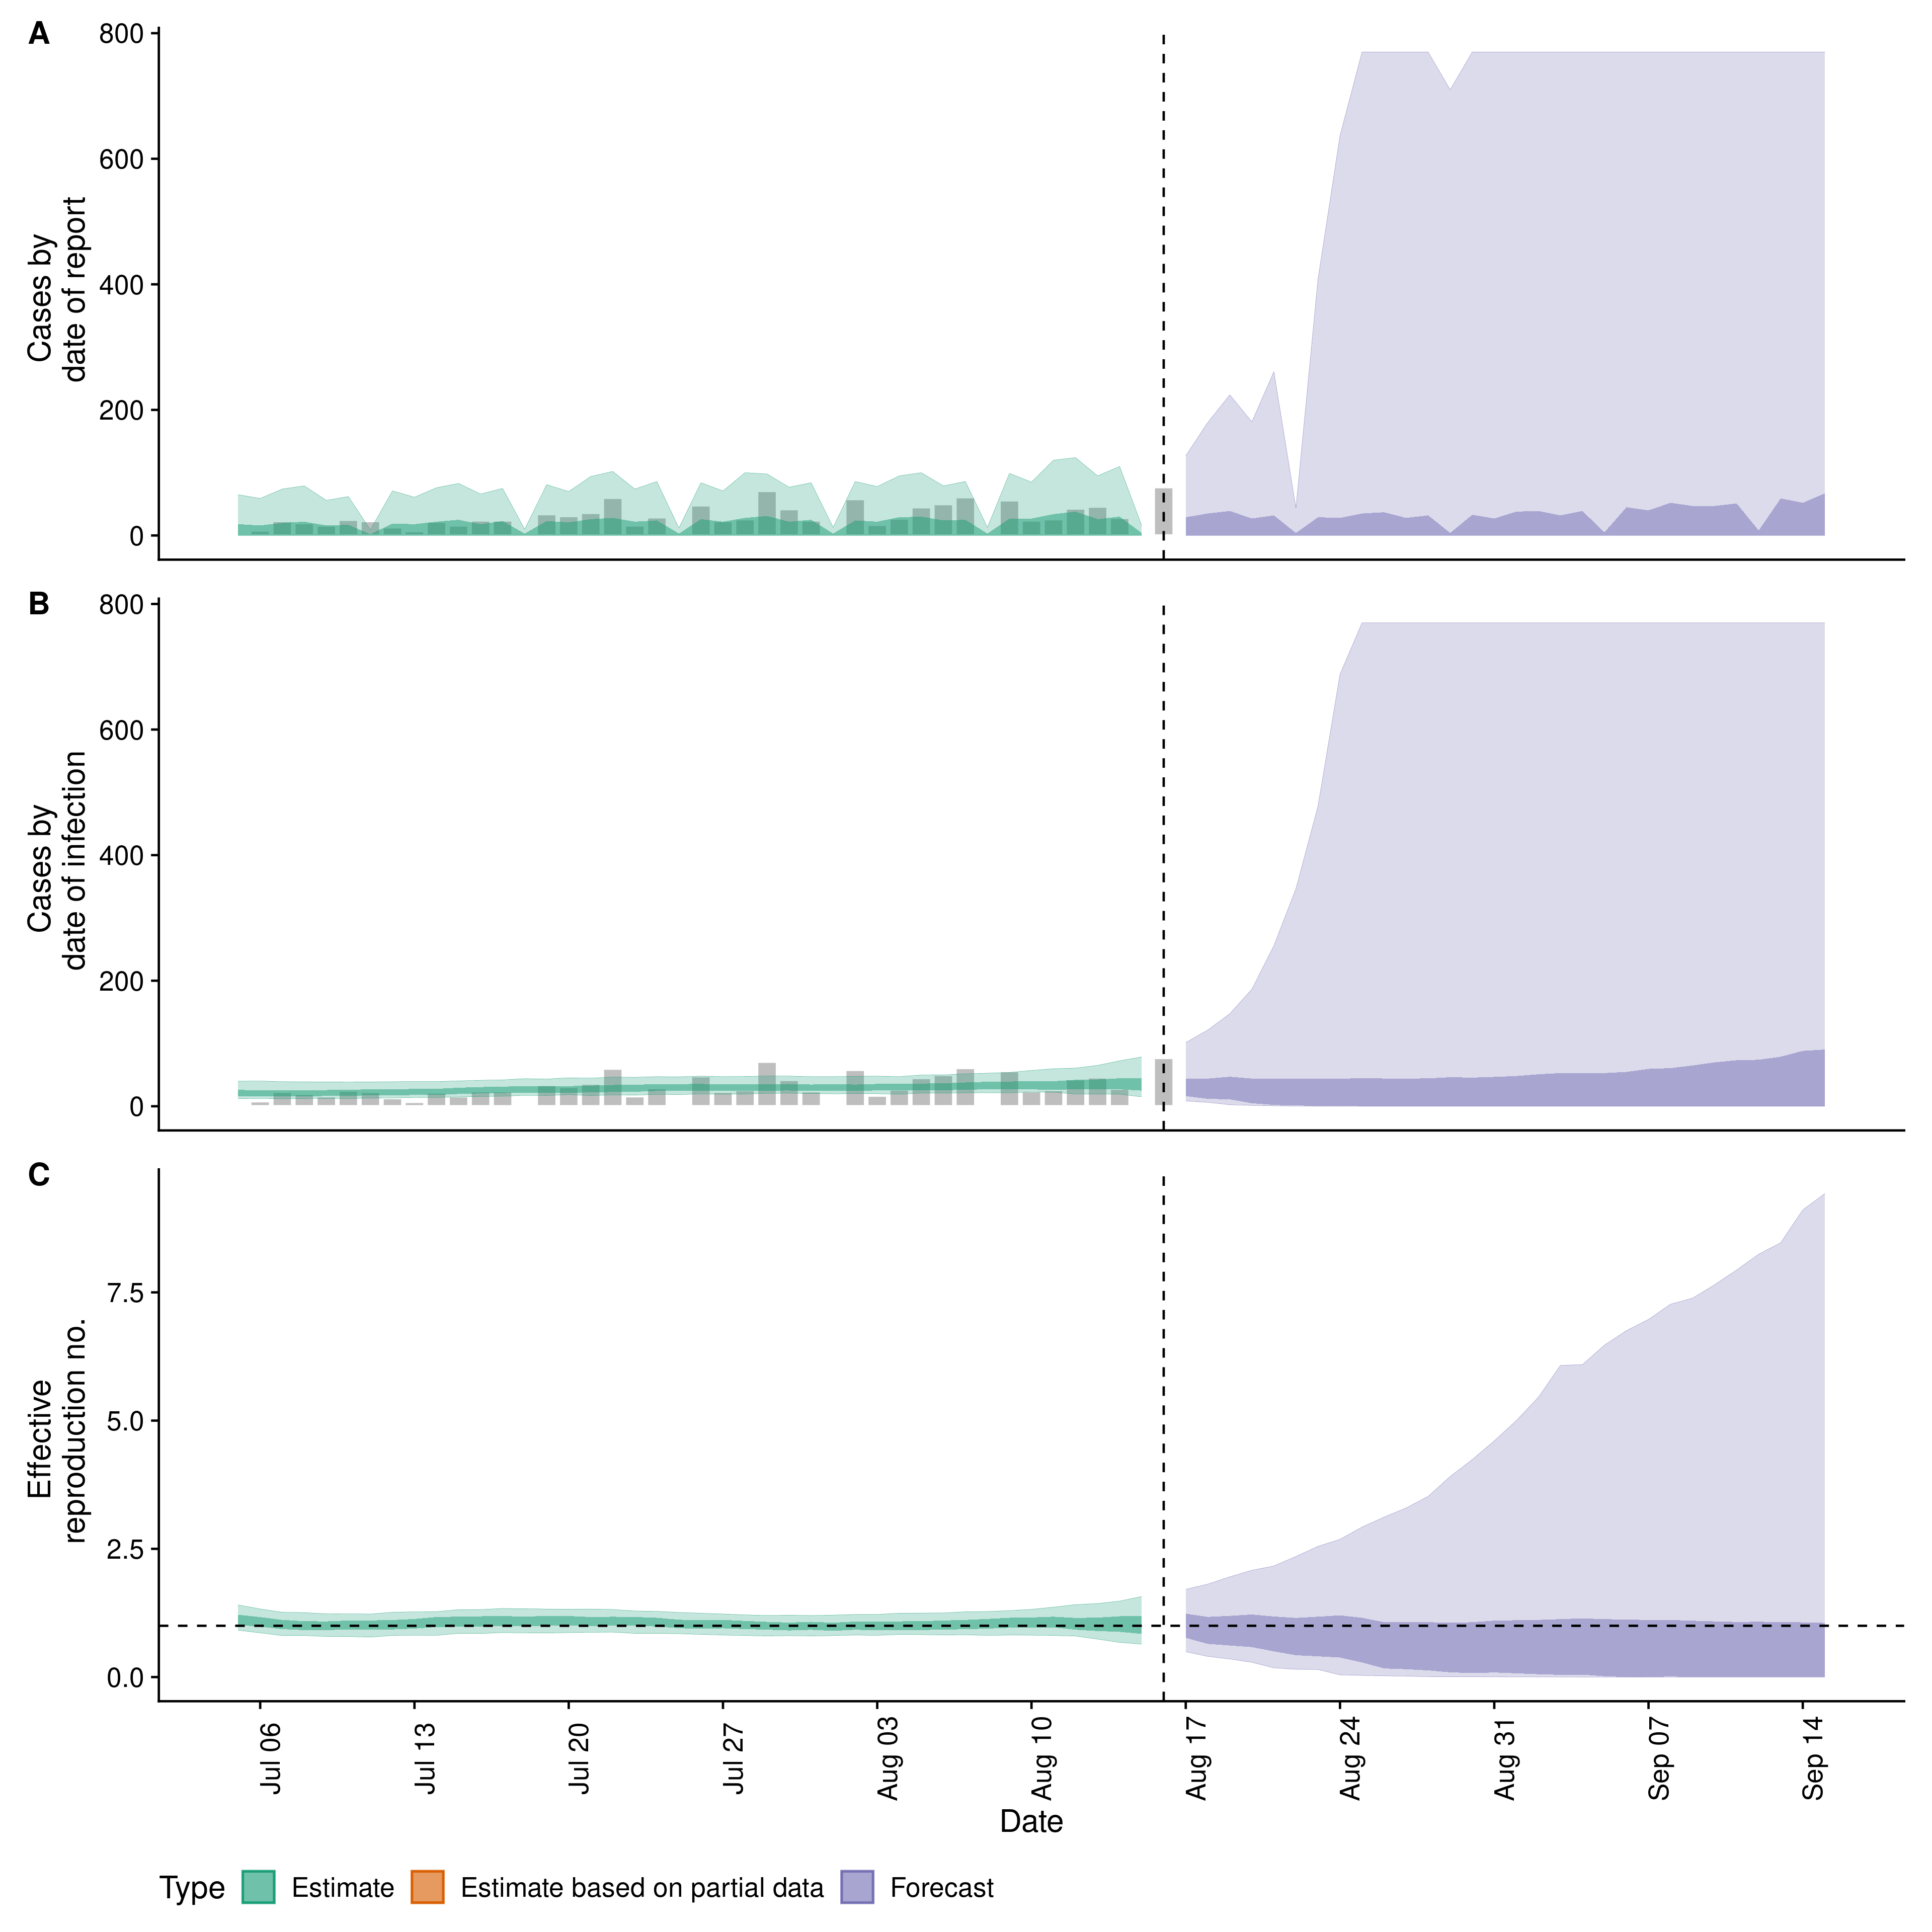 A
800
600
400
200
0
Cases by
date of report
B
800
600
400
200
0
Cases by
date of infection
C
7.5
5.0
2.5
0.0
Effective
reproduction no.
Jul 06
Jul 13
Jul 20
Jul 27
Aug 03
Aug 10
Aug 17
Aug 24
Aug 31
Sep 07
Sep 14
Date
Type Estimate Estimate based on partial data Forecast